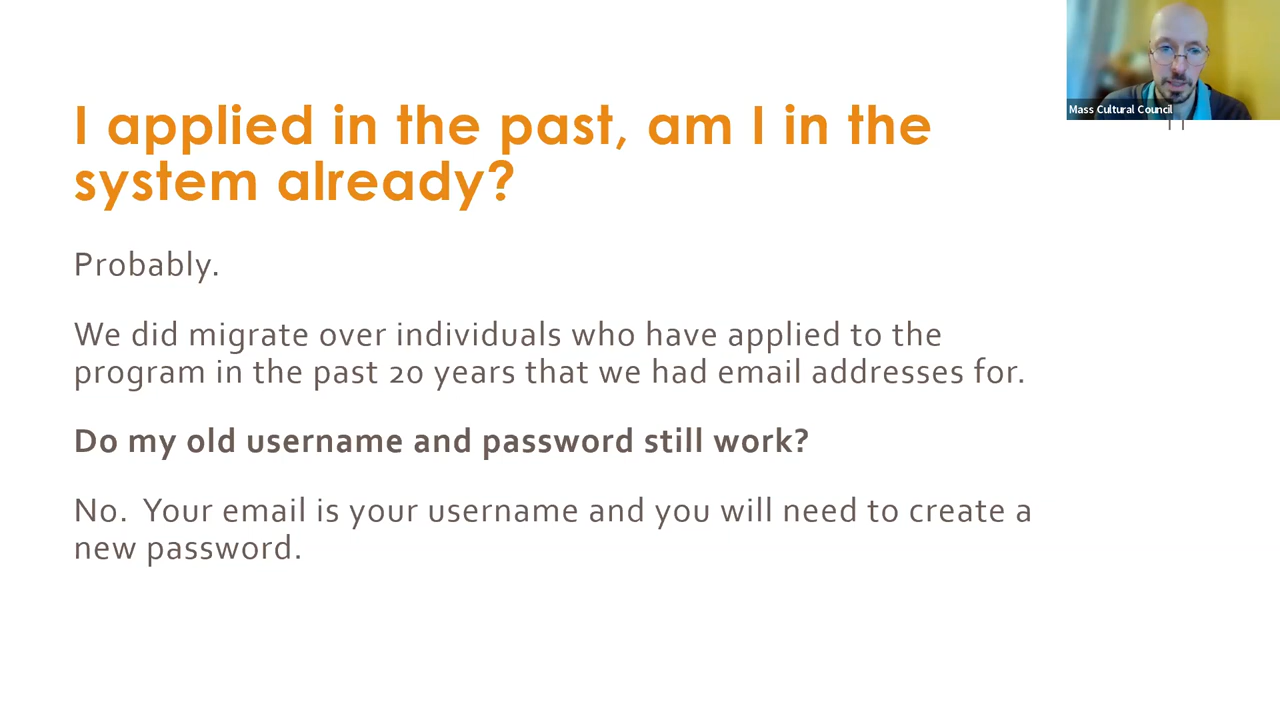 Mass Cultural Council
I applied in the past, am I in the
system already?
Probably.
We did migrate over individuals who have applied to the
program in the past 20 years that we had email addresses for.
Do my old username and password still work?
No. Your email is your username and you will need to create a
new password.